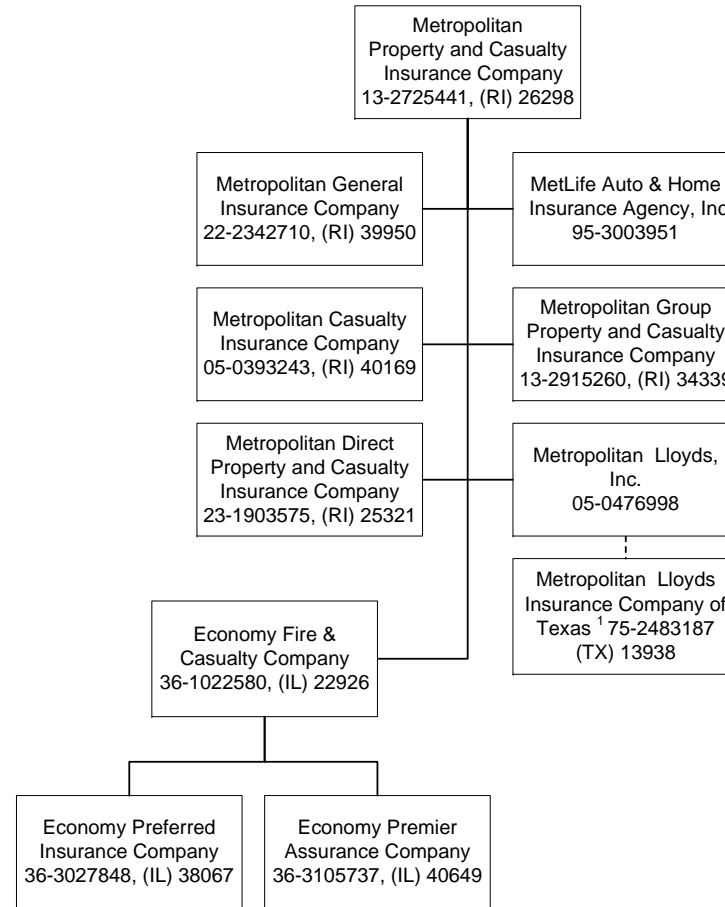 Metropolitan
Property and Casualty
Insurance Company
13-2725441, (RI) 26298
Metropolitan General
Insurance Company
22-2342710, (RI) 39950
MetLife Auto & Home
Insurance Agency, Inc
95-3003951
Metropolitan Casualty
Insurance Company
05-0393243, (RI) 40169
Metropolitan Group
Property and Casualty
Insurance Company
13-2915260, (RI) 34339
Metropolitan Direct
Property and Casualty
Insurance Company
23-1903575, (RI) 25321
Metropolitan Lloyds,
Inc.
05-0476998
Metropolitan Lloyds
Insurance Company of
Texas ¹ 75-2483187
(TX) 13938
Economy Fire &
Casualty Company
36-1022580, (IL) 22926
Economy Preferred
Insurance Company
36-3027848, (IL) 38067
Economy Premier
Assurance Company
36-3105737, (IL) 40649